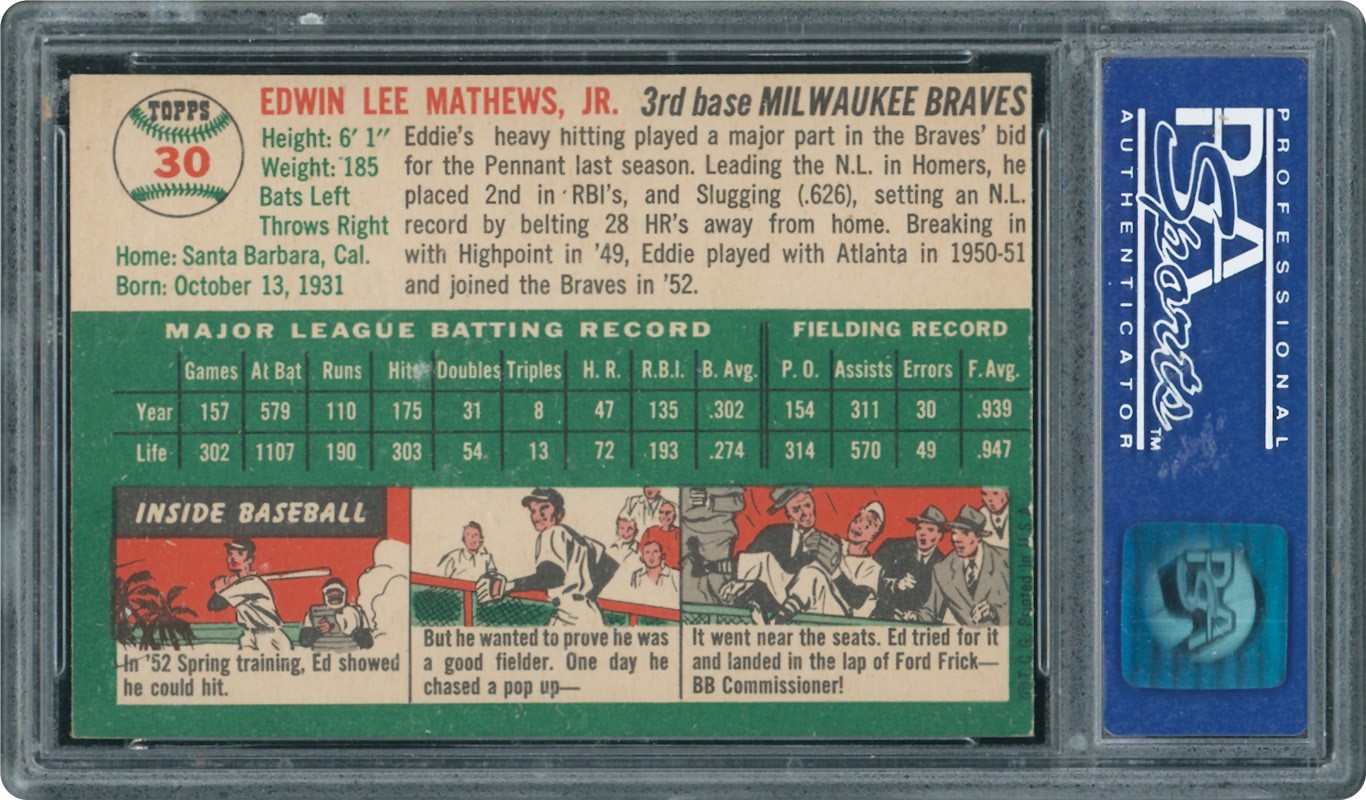 TOPPS
30
EDWIN LEE MATHEWS, JR. 3rd base MILWAUKEE BRAVES
Height: 6' 1"
Weight: 185
Bats Left
Throws Right
Home: Santa Barbara, Cal.
Born: October 13, 1931
Eddie's heavy hitting played a major part in the Braves' bid
for the Pennant last season. Leading the N.L. in Homers, he
placed 2nd in RBI's, and Slugging (.626), setting an N.L.
record by belting 28 HR's away from home. Breaking in
with Highpoint in '49, Eddie played with Atlanta in 1950-51
and joined the Braves in '52.
MAJOR LEAGUE BATTING RECORD FIELDING RECORD
Games At Bat Runs Hits Doubles Triples H. R. R.B.I. B. Avg. P. O. Assists Errors F. Avg.
Year 157 579 110 175 31 8 47 135 .302 154 311 30 .939
Life 302 1107 190 303 54 13 72 193 .274 314 570 49 .947
INSIDE BASEBALL
In '52 Spring training, Ed showed
he could hit.
But he wanted to prove he was
a good fielder. One day he
chased a pop up—
It went near the seats. Ed tried for it
and landed in the lap of Ford Frick—
BB Commissioner!
©T.C.G. Printed in U.S.A.
PROFESSIONAL
PSA
Sports™
AUTHENTICATOR
PSA